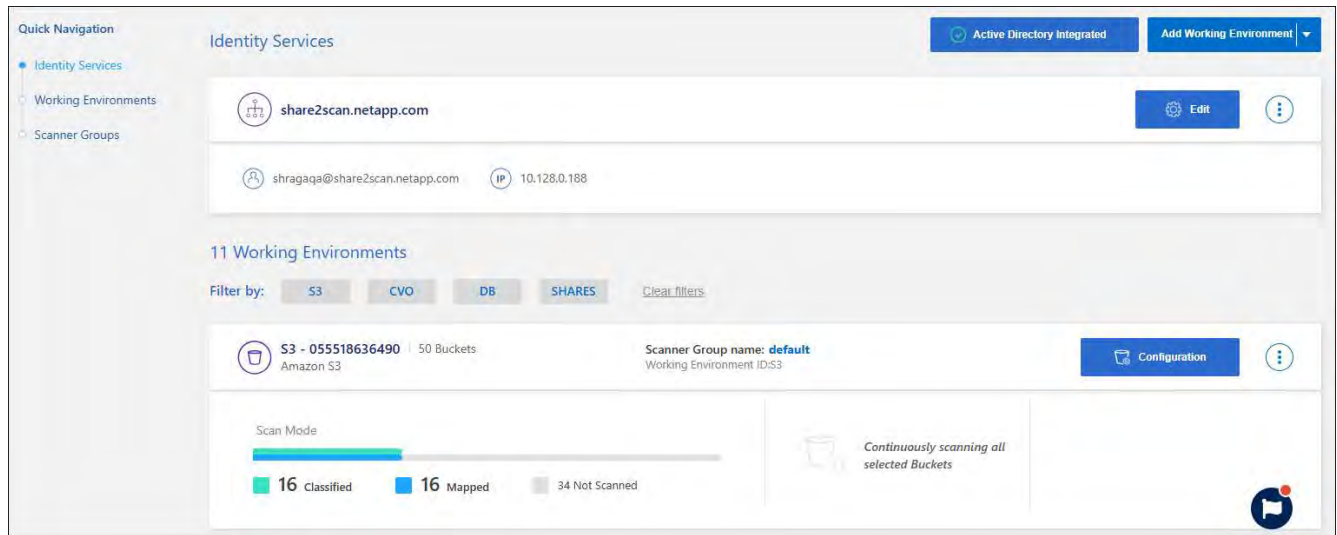 Quick Navigation
Identity Services
Working Environments
Scanner Groups
Identity Services
Active Directory Integrated
Add Working Environment
share2scan.netapp.com
Edit
shragaqa@share2scan.netapp.com
IP 10.128.0.188
11 Working Environments
Filter by: S3 CVO DB SHARES Clear filters
S3 - 055518636490 | 50 Buckets
Amazon S3
Scanner Group name: default
Working Environment ID:S3
Configuration
Scan Mode
16 Classified 16 Mapped 34 Not Scanned
Continuously scanning all
selected Buckets